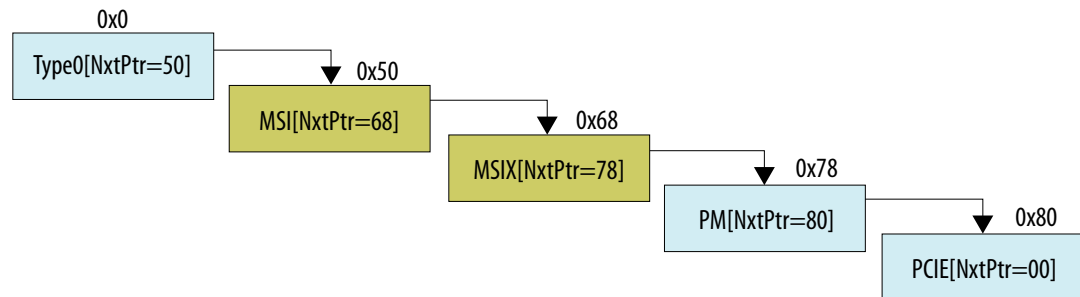 0x0
Type0[NxtPtr=50]
0x50
MSI[NxtPtr=68]
0x68
MSIX[NxtPtr=78]
0x78
PM[NxtPtr=80]
0x80
PCIE[NxtPtr=00]